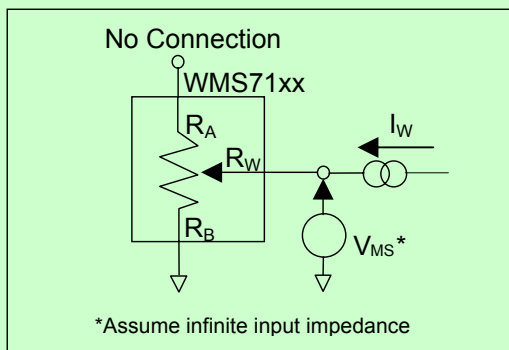 No Connection
WMS71xx
RA
RW
IW
RB
VMS*
*Assume infinite input impedance